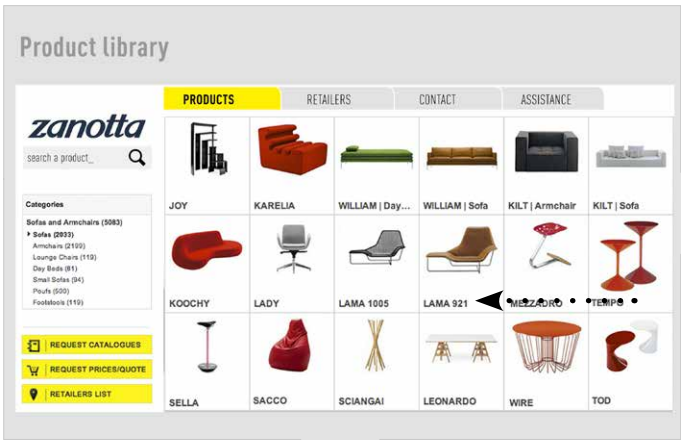 Product library
PRODUCTS
RETAILERS
CONTACT
ASSISTANCE
zanotta
search a product_
Categories
Sofas and Armchairs (5083)
Sofas (2033)
Armchairs (2199)
Lounge Chairs (119)
Day Beds (81)
Small Sofas (94)
Poufs (500)
Footstools (119)
REQUEST CATALOGUES
REQUEST PRICES/QUOTE
RETAILERS LIST
JOY
KARELIA
WILLIAM | Day...
WILLIAM | Sofa
KILT | Armchair
KILT | Sofa
KOOCHY
LADY
LAMA 1005
LAMA 921
MEZZADRO
TEMPO
SELLA
SACCO
SCIANGAI
LEONARDO
WIRE
TOD